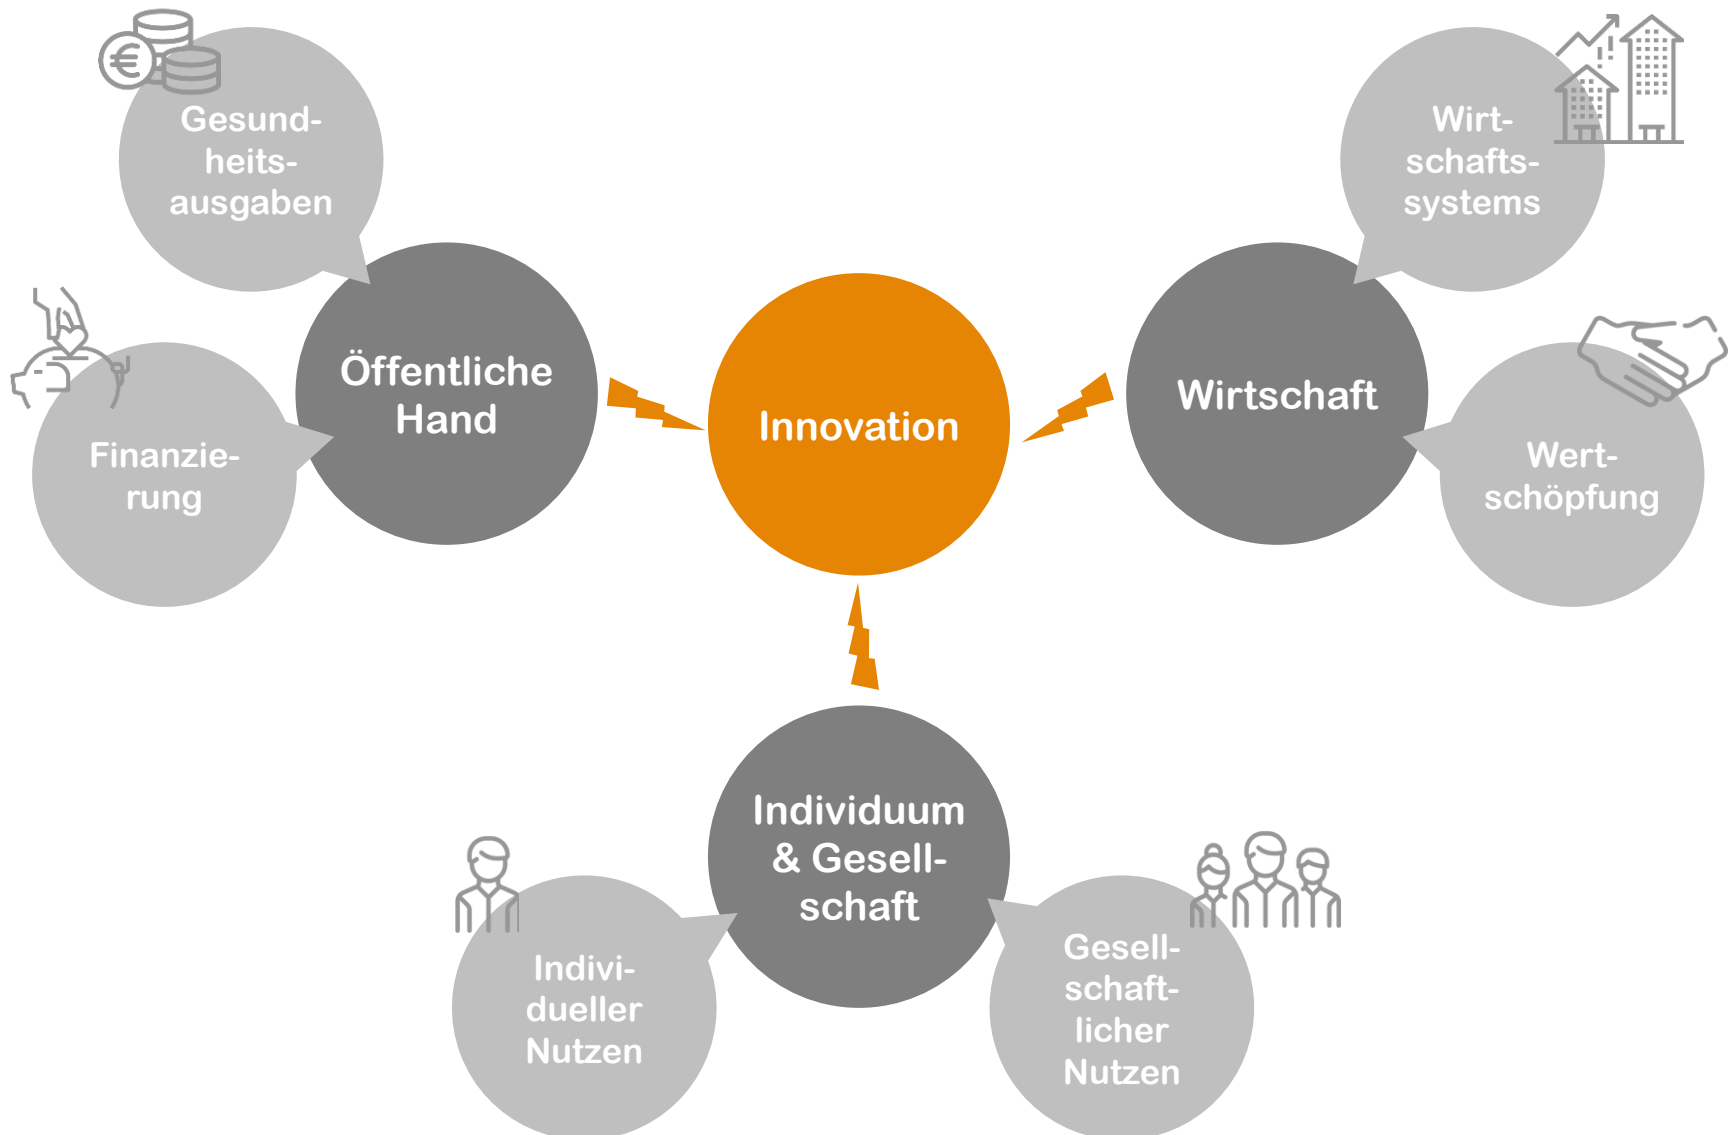 Gesund-
heits-
ausgaben
Wirt-
schafts-
systems
Öffentliche
Hand
Innovation
Wirtschaft
Finanzie-
rung
Wert-
schöpfung
Individuum
& Gesell-
schaft
Indivi-
dueller
Nutzen
Gesell-
schaft-
licher
Nutzen